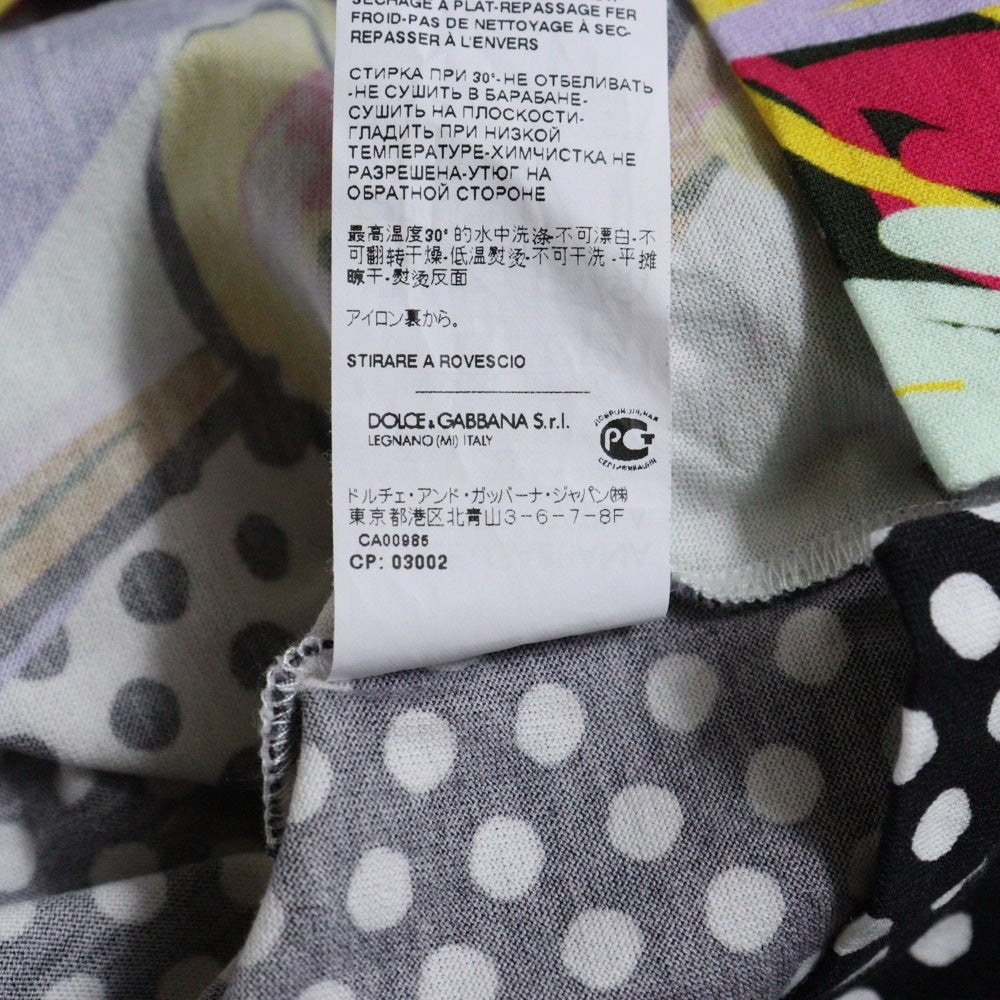 SECHAGE À PLAT-REPASSAGE FER
FROID-PAS DE NETTOYAGE À SEC-
REPASSER À L'ENVERS
СТИРКА ПРИ 30°-НЕ ОТБЕЛИВАТЬ
-НЕ СУШИТЬ В БАРАБАНЕ-
СУШИТЬ НА ПЛОСКОСТИ-
ГЛАДИТЬ ПРИ НИЗКОЙ
ТЕМПЕРАТУРЕ-ХИМЧИСТКА НЕ
РАЗРЕШЕНА-УТЮГ НА
ОБРАТНОЙ СТОРОНЕ
最高温度30°的水中洗涤-不可漂白-不
可翻转干燥-低温熨烫-不可干洗-平摊
晾干-熨烫反面
アイロン裏から。
STIRARE A ROVESCIO
DOLCE & GABBANA S.r.l.
LEGNANO (MI) ITALY
ДОБРОВОЛЬНАЯ
РСТ
СЕРТИФИКАЦИЯ
ドルチェ・アンド・ガッバーナ・ジャパン㈱
東京都港区北青山3-6-7-8F
CA00985
CP: 03002